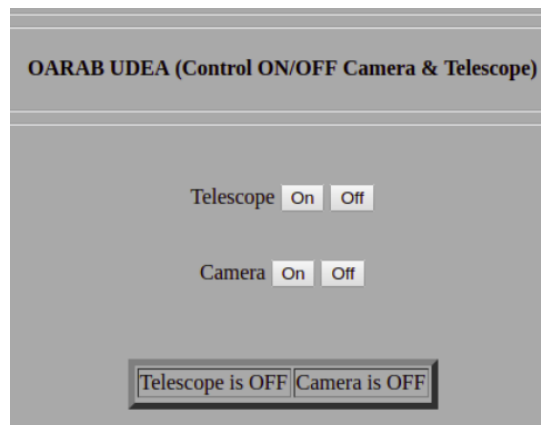 OARAB UDEA (Control ON/OFF Camera & Telescope)
Telescope On Off
Camera On Off
Telescope is OFF Camera is OFF